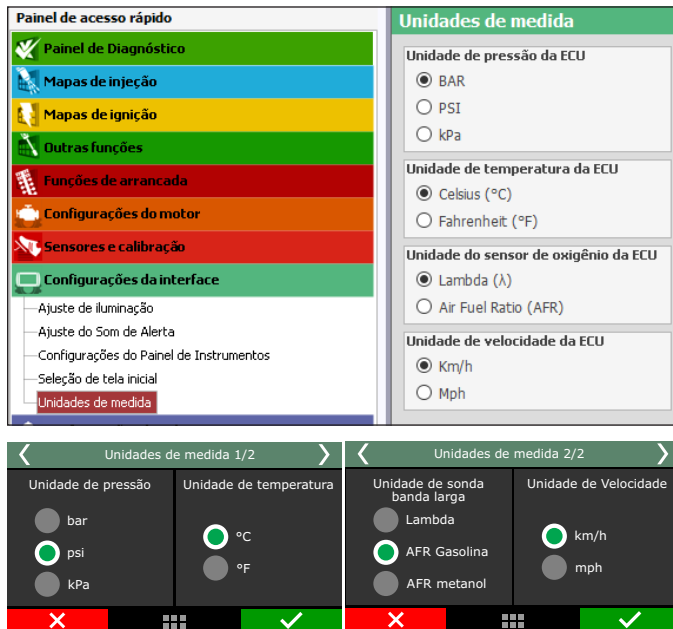 Painel de acesso rápido
Painel de Diagnóstico
Mapas de injeção
Mapas de ignição
Outras funções
Funções de arrancada
Configurações do motor
Sensores e calibração
Configurações da interface
Ajuste de iluminação
Ajuste do Som de Alerta
Configurações do Painel de Instrumentos
Seleção de tela inicial
Unidades de medida
Unidades de medida
Unidade de pressão da ECU
BAR
PSI
kPa
Unidade de temperatura da ECU
Celsius (°C)
Fahrenheit (°F)
Unidade do sensor de oxigênio da ECU
Lambda (λ)
Air Fuel Ratio (AFR)
Unidade de velocidade da ECU
Km/h
Mph
Unidades de medida 1/2
Unidade de pressão
bar
psi
kPa
Unidade de temperatura
°C
°F
Unidades de medida 2/2
Unidade de sonda
banda larga
Lambda
AFR Gasolina
AFR metanol
Unidade de Velocidade
km/h
mph